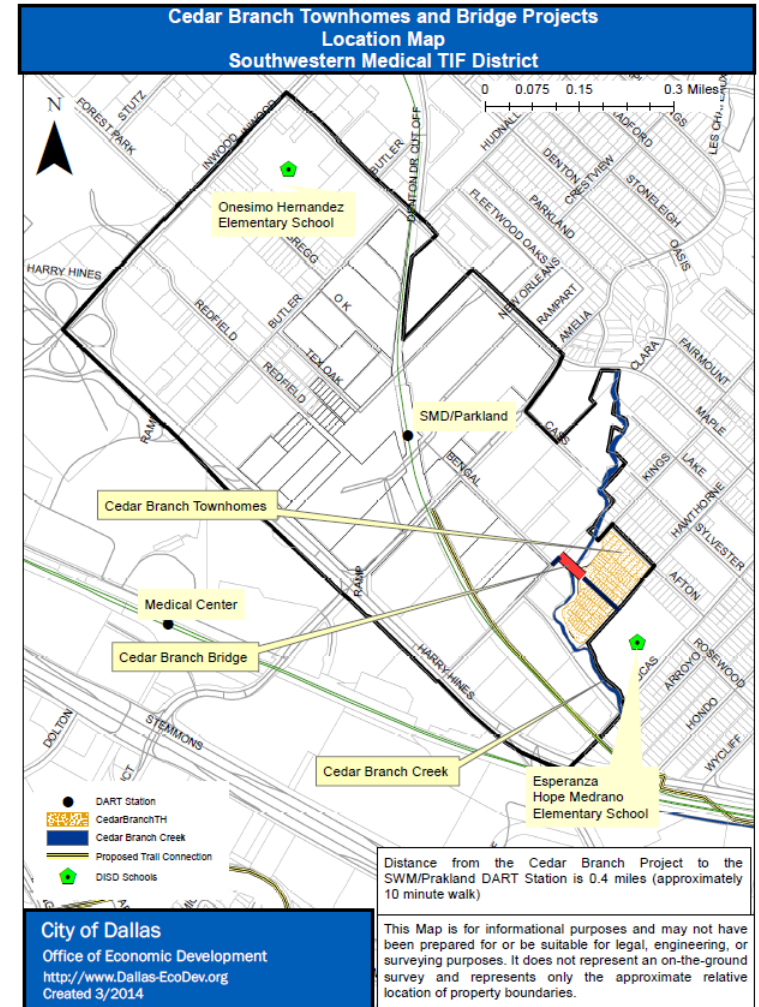 Cedar Branch Townhomes and Bridge Projects
Location Map
Southwestern Medical TIF District
N
0 0.075 0.15 0.3 Miles
FOREST PARK
STUTZ
INWOOD
INWOOD
BUTLER
DENTON DR CUT OFF
HUDNALL
LES CHATEAUX
DENTON
CRESTVIEW
STONELEIGH
PARKLAND
FLEETWOOD OAKS
OASIS
Onesimo Hernandez
Elementary School
GREGG
HARRY HINES
REDFIELD
BUTLER
O.K.
NEW ORLEANS
RAMPART
AMELIA
CLARA
FAIRMOUNT
TEX OAK
REDFIELD
RAMP
SMD/Parkland
CASS
MAPLE
BENGAL
KINGS
LAKE
HAWTHORNE
SYLVESTER
Cedar Branch Townhomes
AFTON
RAMP
Medical Center
Cedar Branch Bridge
HARRY HINES
ROSEWOOD
ARROYO
HONDO
WYCLIFF
DOLTON
STEMMONS
Cedar Branch Creek
Esperanza
Hope Medrano
Elementary School
DART Station
CedarBranchTH
Cedar Branch Creek
Proposed Trail Connection
DISD Schools
Distance from the Cedar Branch Project to the
SWM/Prakland DART Station is 0.4 miles (approximately
10 minute walk)
City of Dallas
Office of Economic Development
http://www.Dallas-EcoDev.org
Created 3/2014
This Map is for informational purposes and may not have
been prepared for or be suitable for legal, engineering, or
surveying purposes. It does not represent an on-the-ground
survey and represents only the approximate relative
location of property boundaries.